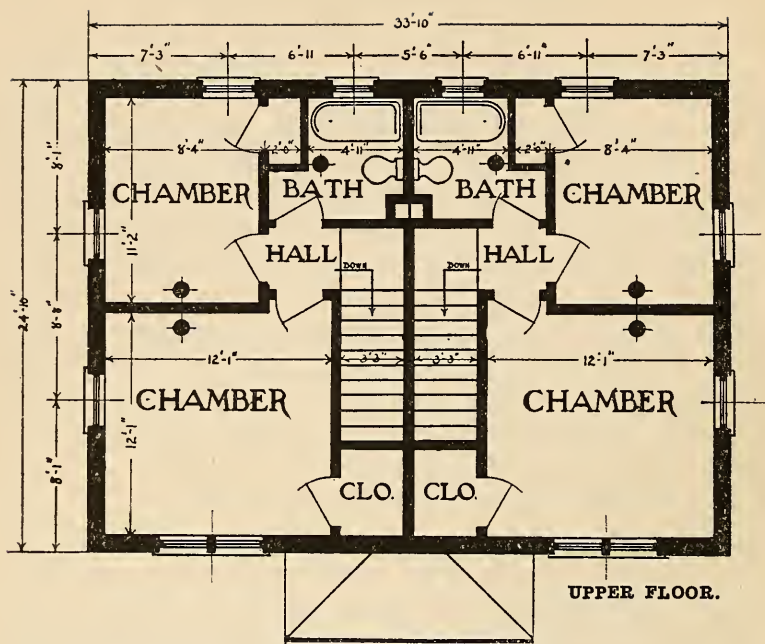 33'-10"
7'-3" 6'-11 5'-6" 6'-11" 7'-3"
8'-1"
8'-4" 2'-0" 4'-11" 4'-11" 2'-0" 8'-4"
CHAMBER BATH BATH CHAMBER
11'-2"
HALL HALL
DOWN DOWN
24'-10"
8'-8"
12'-1" 3'-3" 3'-3" 12'-1"
CHAMBER CHAMBER
12'-1"
8'-1"
CLO. CLO.
UPPER FLOOR.